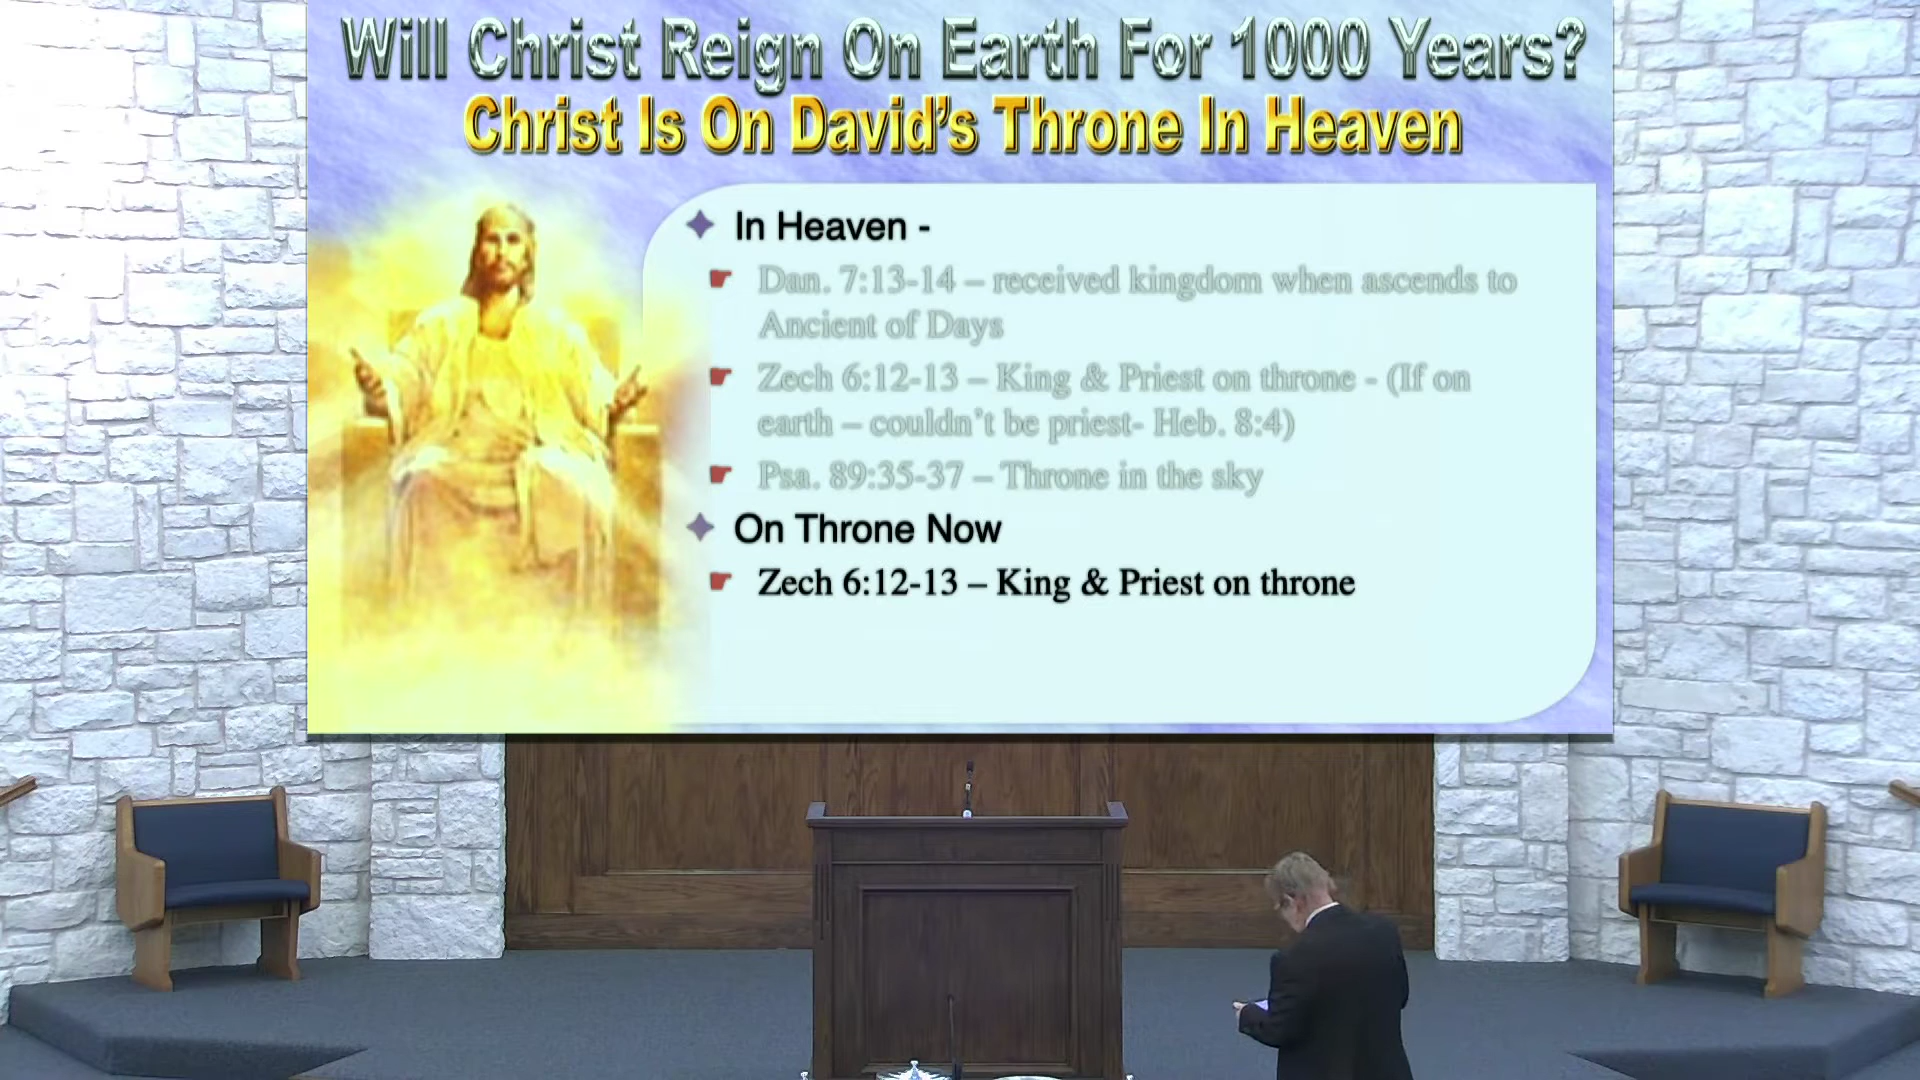 Will Christ Reign On Earth For 1000 Years?
Christ Is On David's Throne In Heaven
In Heaven -
Dan. 7:13-14 – received kingdom when ascends to
Ancient of Days
Zech 6:12-13 – King & Priest on throne - (If on
earth – couldn't be priest- Heb. 8:4)
Psa. 89:35-37 – Throne in the sky
On Throne Now
Zech 6:12-13 – King & Priest on throne